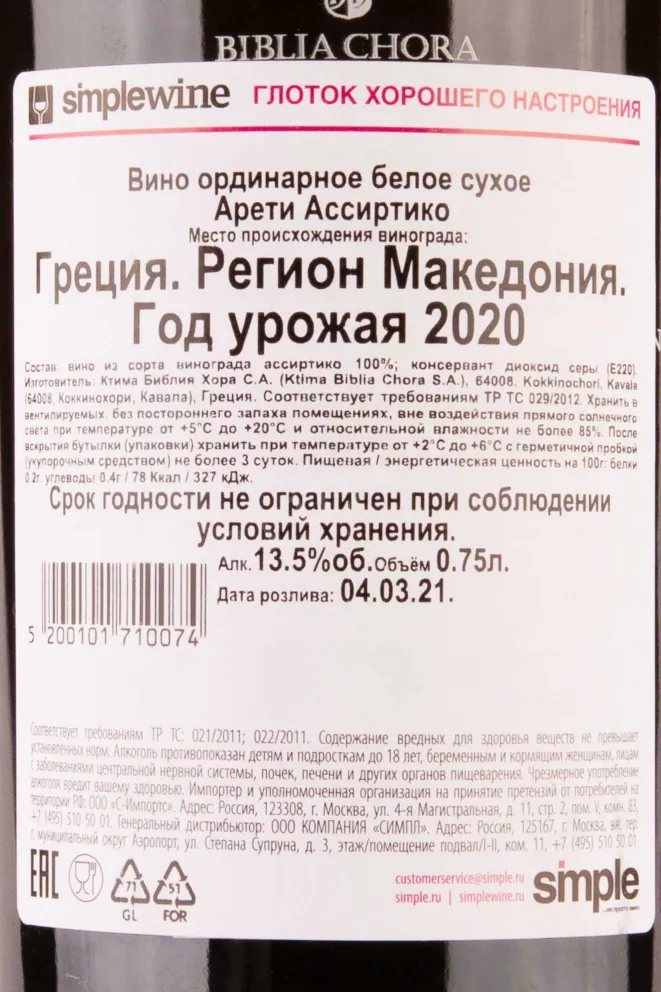 BIBLIA CHORA
simplewine ГЛОТОК ХОРОШЕГО НАСТРОЕНИЯ
Вино ординарное белое сухое
Арети Ассиртико
Место происхождения винограда:
Греция. Регион Македония.
Год урожая 2020
Состав: вино из сорта винограда ассиртико 100%; консервант диоксид серы (E220).
Изготовитель: Ктима Библия Хора С.А. (Ktima Biblia Chora S.A.), 64008, Kokkinochori, Kavala
(64008, Коккинохори, Кавала), Греция. Соответствует требованиям ТР ТС 029/2012. Хранить в
вентилируемых, без постороннего запаха помещениях, вне воздействия прямого солнечного
света при температуре от +5°С до +20°С и относительной влажности не более 85%. После
вскрытия бутылки (упаковки) хранить при температуре от +2°С до +6°С с герметичной пробкой
(укупорочным средством) не более 3 суток. Пищевая / энергетическая ценность на 100г: белки
0.2г, углеводы 0.4г / 78 Ккал / 327 кДж.
Срок годности не ограничен при соблюдении
условий хранения.
Алк. 13.5%об. Объём 0.75л.
Дата розлива: 04.03.21.
5 200101 710074
Соответствует требованиям ТР ТС: 021/2011; 022/2011. Содержание вредных для здоровья веществ не превышает
установленных норм. Алкоголь противопоказан детям и подросткам до 18 лет, беременным и кормящим женщинам, лицам
с заболеваниями центральной нервной системы, почек, печени и других органов пищеварения. Чрезмерное употребление
алкоголя вредит вашему здоровью. Импортер и уполномоченная организация на принятие претензий от потребителей на
территории РФ: ООО «С-Импортс». Адрес: Россия, 123308, г. Москва, ул. 4-я Магистральная, д. 11, стр. 2, пом. V, комн. 83,
+7 (495) 510 50 01. Генеральный дистрибьютор: ООО КОМПАНИЯ «СИМПЛ». Адрес: Россия, 125167, г. Москва, вн. тер.
г. муниципальный округ Аэропорт, ул. Степана Супруна, д. 3, этаж/помещение подвал/I-II, ком. 11, +7 (495) 510 50 01.
EAC
71
GL
51
FOR
customerservice@simple.ru
simple.ru | simplewine.ru
simple
...не просто вино